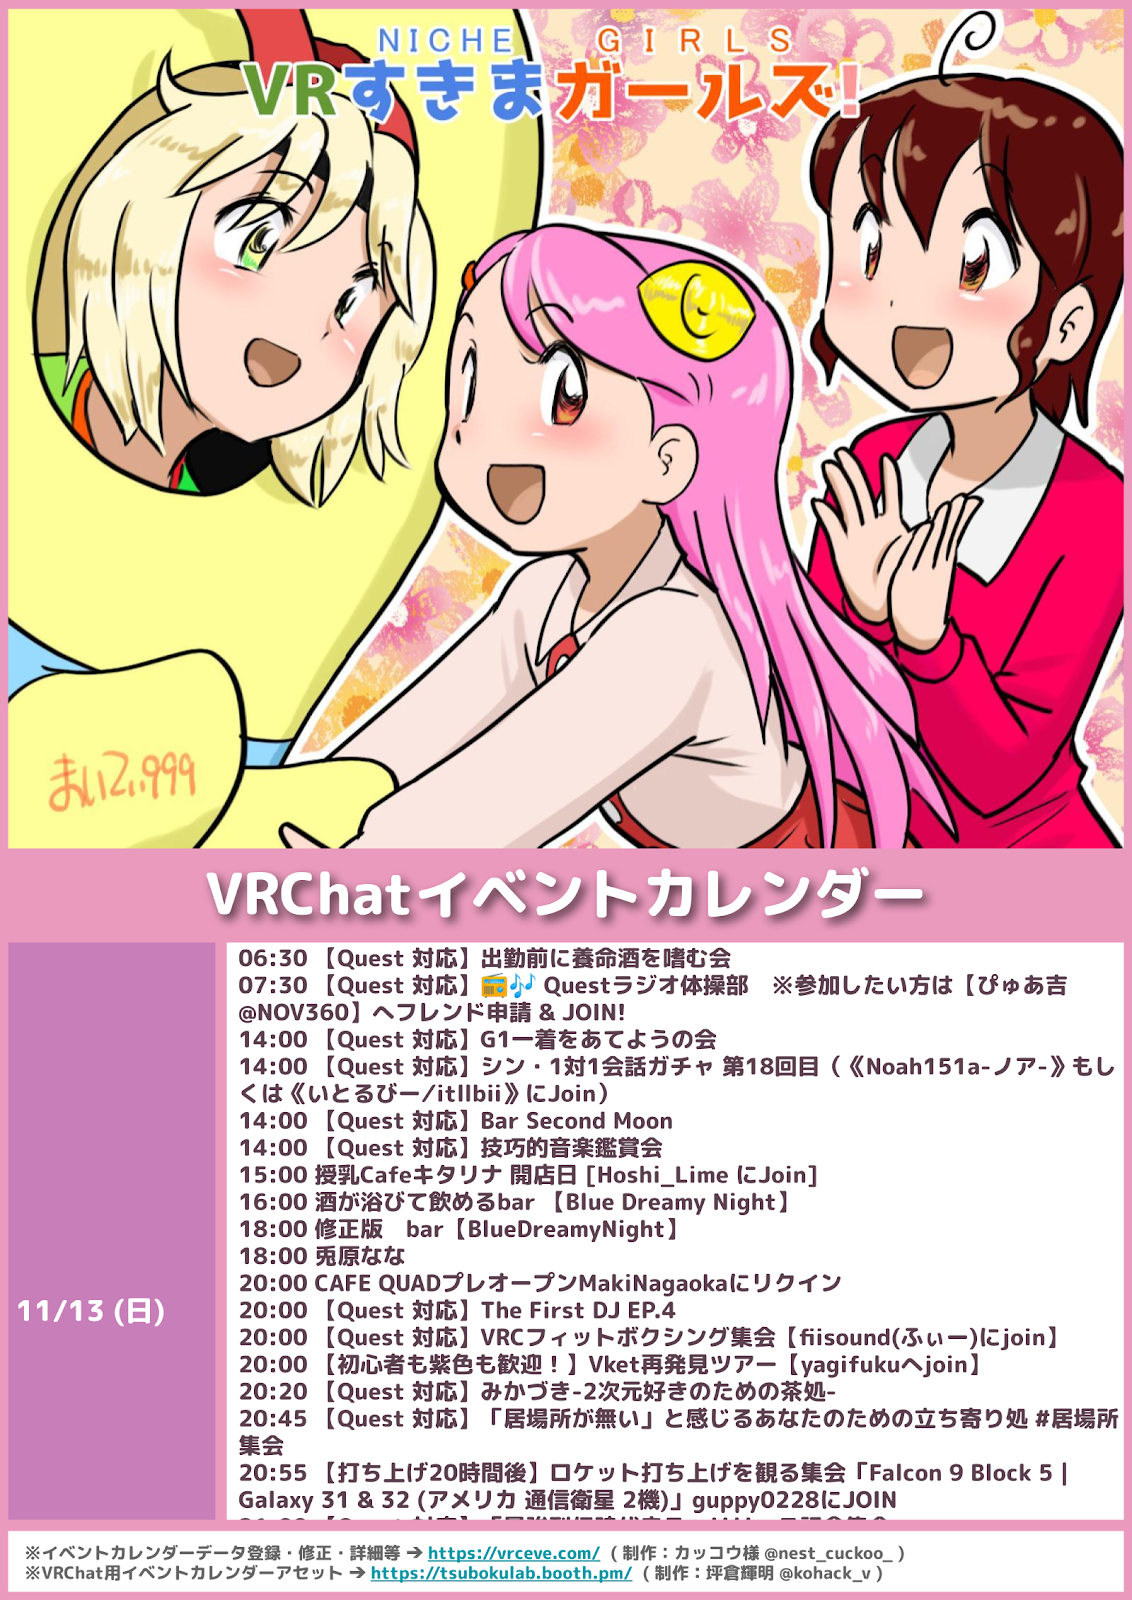 NICHE GIRLS
VRすきまガールズ!
まいてぃ999
VRChatイベントカレンダー
11/13 (日)
06:30 【Quest 対応】出勤前に養命酒を嗜む会
07:30 【Quest 対応】📻🎶 Questラジオ体操部　※参加したい方は【ぴゅあ吉
@NOV360】へフレンド申請 & JOIN!
14:00 【Quest 対応】G1一着をあてようの会
14:00 【Quest 対応】シン・1対1会話ガチャ 第18回目（《Noah151a-ノア-》もし
くは《いとるびー/itllbii》にJoin）
14:00 【Quest 対応】Bar Second Moon
14:00 【Quest 対応】技巧的音楽鑑賞会
15:00 授乳Cafeキタリナ 開店日 [Hoshi_Lime にJoin]
16:00 酒が浴びて飲めるbar 【Blue Dreamy Night】
18:00 修正版　bar【BlueDreamyNight】
18:00 兎原なな
20:00 CAFE QUADプレオープンMakiNagaokaにリクイン
20:00 【Quest 対応】The First DJ EP.4
20:00 【Quest 対応】VRCフィットボクシング集会【fiisound(ふぃー)にjoin】
20:00 【初心者も紫色も歓迎！】Vket再発見ツアー【yagifukuへjoin】
20:20 【Quest 対応】みかづき-2次元好きのための茶処-
20:45 【Quest 対応】「居場所が無い」と感じるあなたのための立ち寄り処 #居場所
集会
20:55 【打ち上げ20時間後】ロケット打ち上げを観る集会「Falcon 9 Block 5 |
Galaxy 31 & 32 (アメリカ 通信衛星 2機)」guppy0228にJOIN
※イベントカレンダーデータ登録・修正・詳細等 ➔ https://vrceve.com/ （ 制作：カッコウ様 @nest_cuckoo_ ）
※VRChat用イベントカレンダーアセット ➔ https://tsubokulab.booth.pm/ （ 制作：坪倉輝明 @kohack_v ）